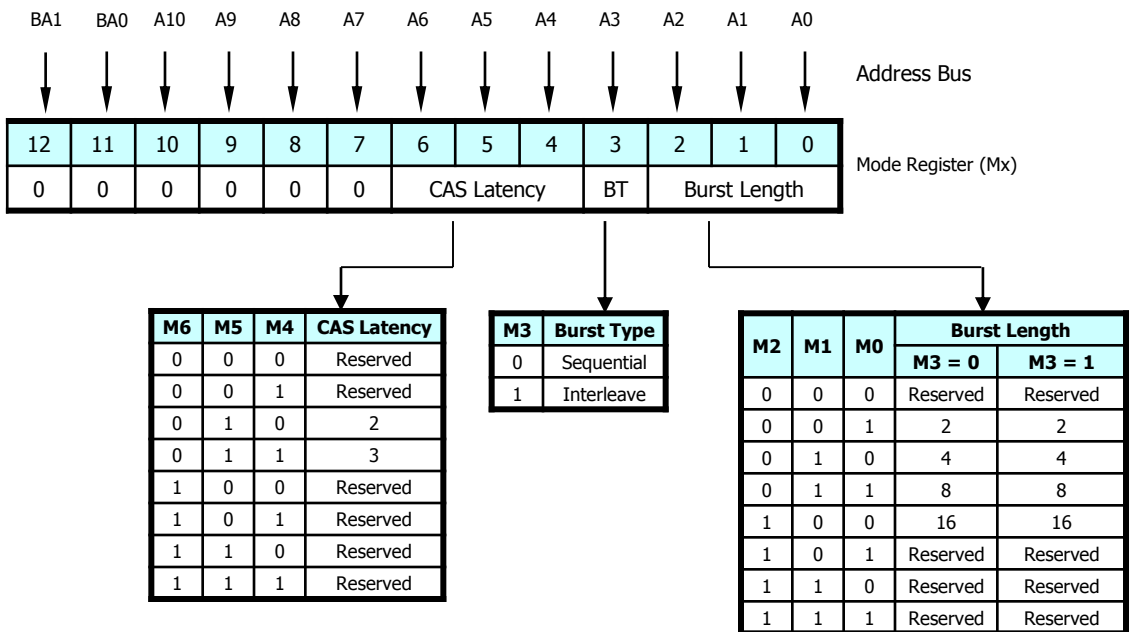 BA1 BA0 A10 A9 A8 A7 A6 A5 A4 A3 A2 A1 A0
Address Bus
12 11 10 9 8 7 6 5 4 3 2 1 0
Mode Register (Mx)
0 0 0 0 0 0 CAS Latency BT Burst Length
M6 M5 M4 CAS Latency
0 0 0 Reserved
0 0 1 Reserved
0 1 0 2
0 1 1 3
1 0 0 Reserved
1 0 1 Reserved
1 1 0 Reserved
1 1 1 Reserved
M3 Burst Type
0 Sequential
1 Interleave
M2 M1 M0 Burst Length
M3 = 0 M3 = 1
0 0 0 Reserved Reserved
0 0 1 2 2
0 1 0 4 4
0 1 1 8 8
1 0 0 16 16
1 0 1 Reserved Reserved
1 1 0 Reserved Reserved
1 1 1 Reserved Reserved